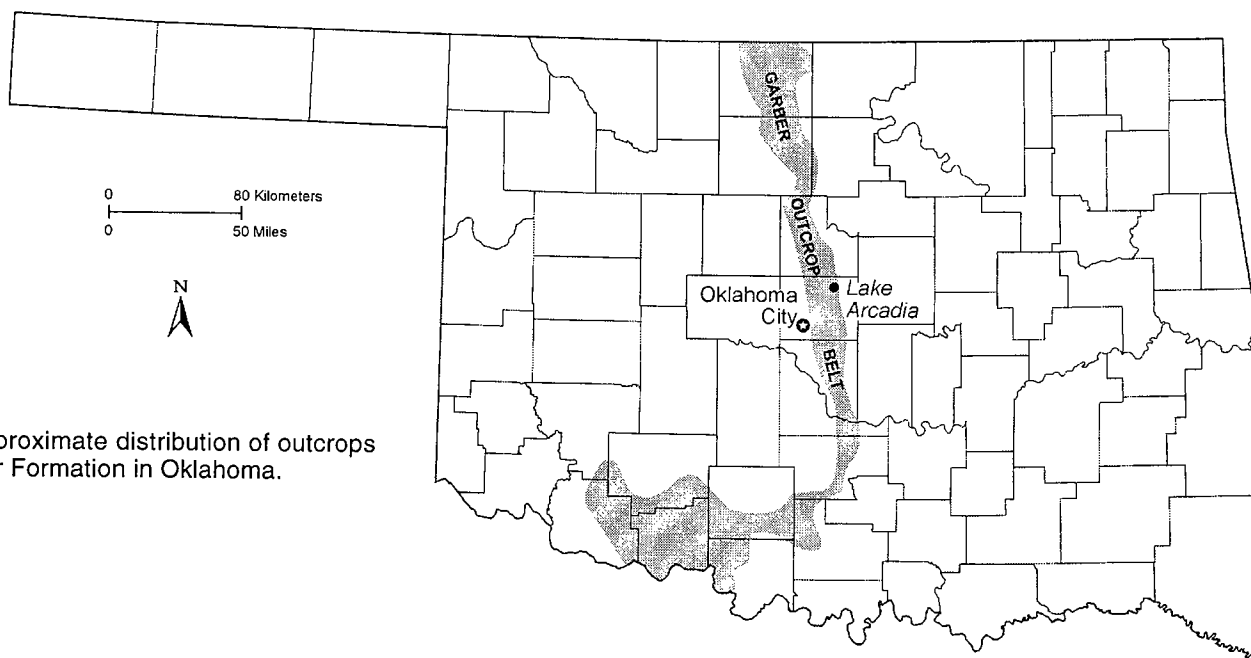 GARBER
OUTCROP
BELT
0 80 Kilometers
0 50 Miles
N
Oklahoma
City
Lake
Arcadia
proximate distribution of outcrops
r Formation in Oklahoma.